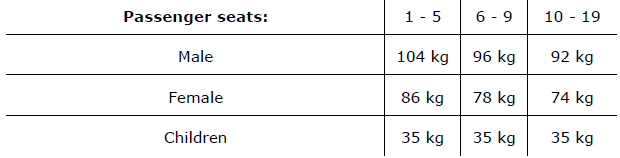 Passenger seats: 1 - 5 6 - 9 10 - 19
Male 104 kg 96 kg 92 kg
Female 86 kg 78 kg 74 kg
Children 35 kg 35 kg 35 kg